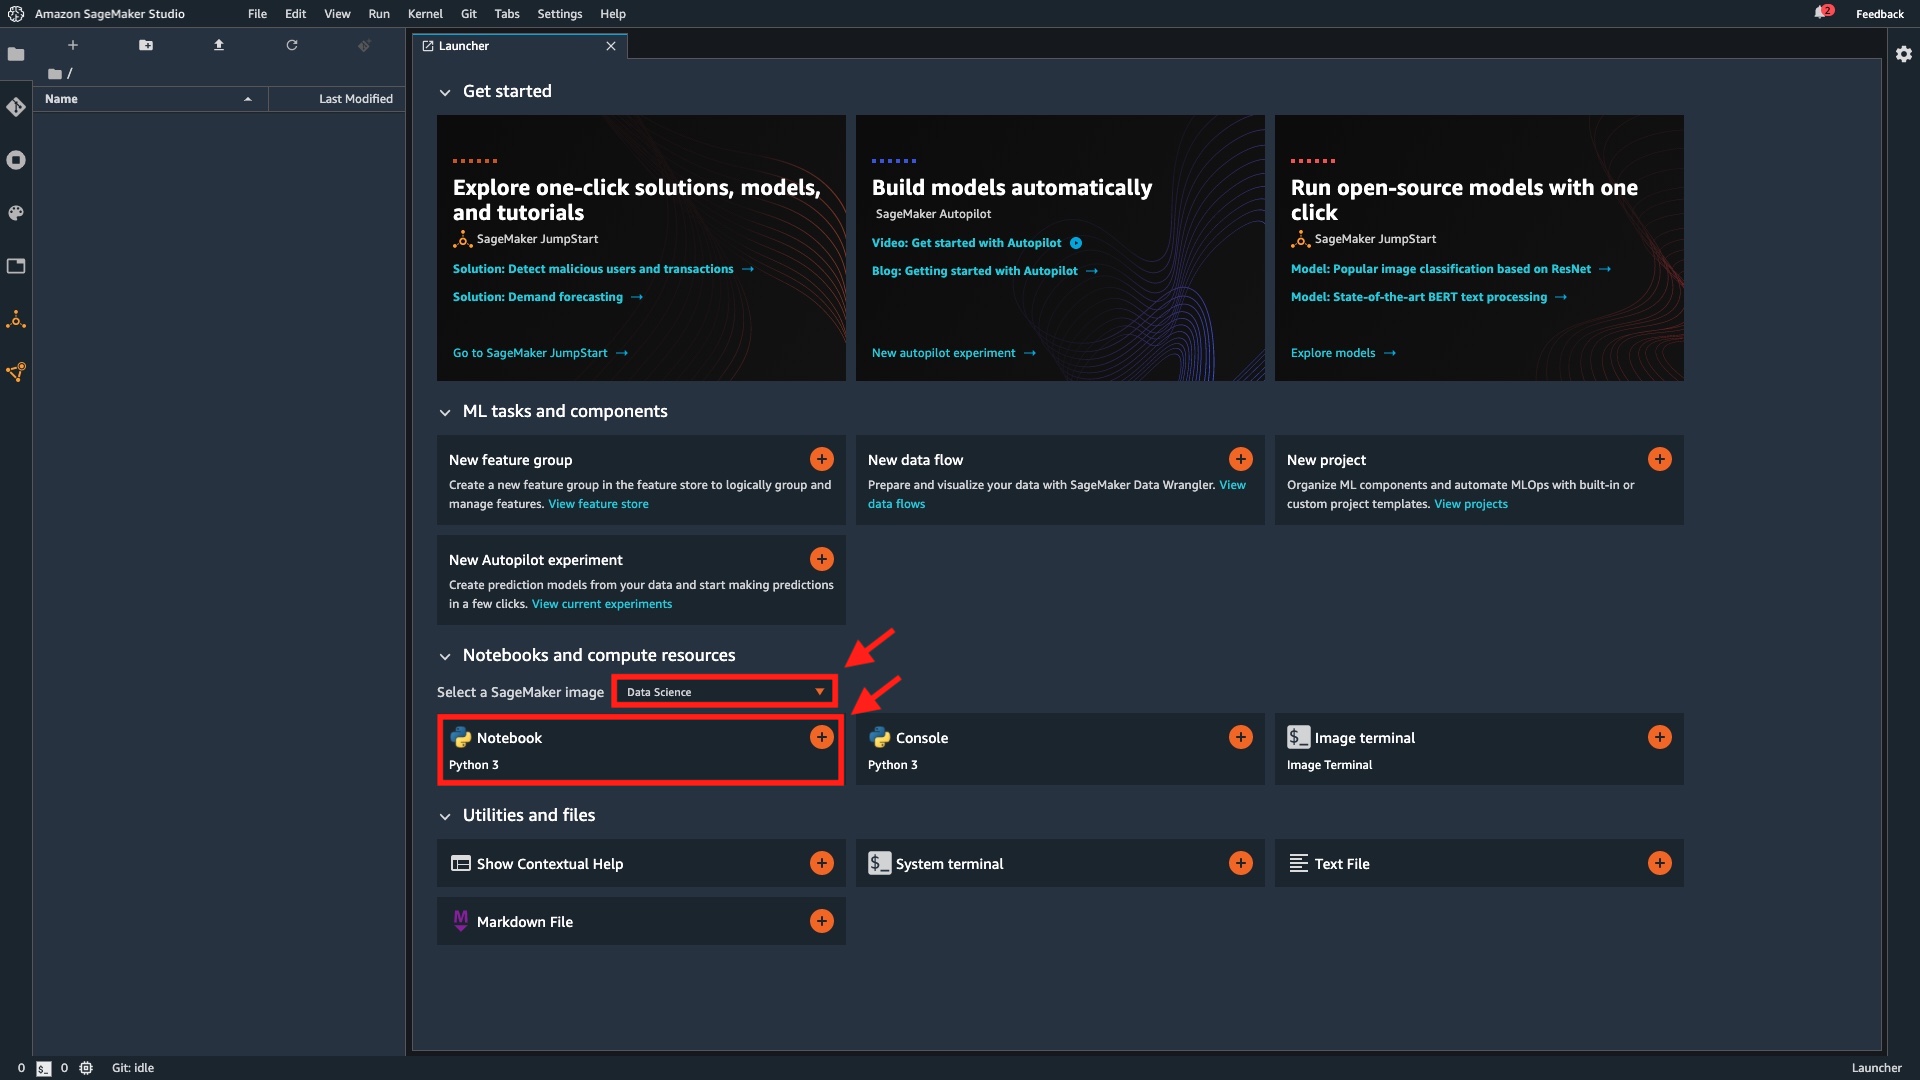 Amazon SageMaker Studio File Edit View Run Kernel Git Tabs Settings Help 2 Feedback
Launcher
/
Name Last Modified
Get started
Explore one-click solutions, models,
and tutorials
SageMaker JumpStart
Solution: Detect malicious users and transactions
Solution: Demand forecasting
Go to SageMaker JumpStart
Build models automatically
SageMaker Autopilot
Video: Get started with Autopilot
Blog: Getting started with Autopilot
New autopilot experiment
Run open-source models with one
click
SageMaker JumpStart
Model: Popular image classification based on ResNet
Model: State-of-the-art BERT text processing
Explore models
ML tasks and components
New feature group
Create a new feature group in the feature store to logically group and
manage features. View feature store
New data flow
Prepare and visualize your data with SageMaker Data Wrangler. View
data flows
New project
Organize ML components and automate MLOps with built-in or
custom project templates. View projects
New Autopilot experiment
Create prediction models from your data and start making predictions
in a few clicks. View current experiments
Notebooks and compute resources
Select a SageMaker image Data Science
Notebook
Python 3
Console
Python 3
$_ Image terminal
Image Terminal
Utilities and files
Show Contextual Help
$_ System terminal
Text File
M Markdown File
0 $_ 0 Git: idle Launcher